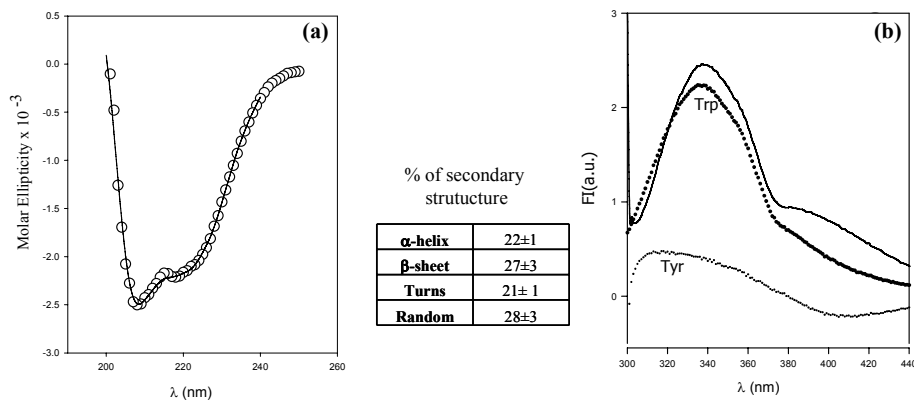 (a)
0.5
0.0
-0.5
-1.0
-1.5
-2.0
-2.5
-3.0
Molar Ellipticity x 10⁻³
200 220 240 260
λ (nm)
% of secondary
strutucture
α-helix 22±1
β-sheet 27±3
Turns 21± 1
Random 28±3
(b)
3
2
1
0
FI(a.u.)
Trp
Tyr
300 320 340 360 380 400 420 440
λ (nm)